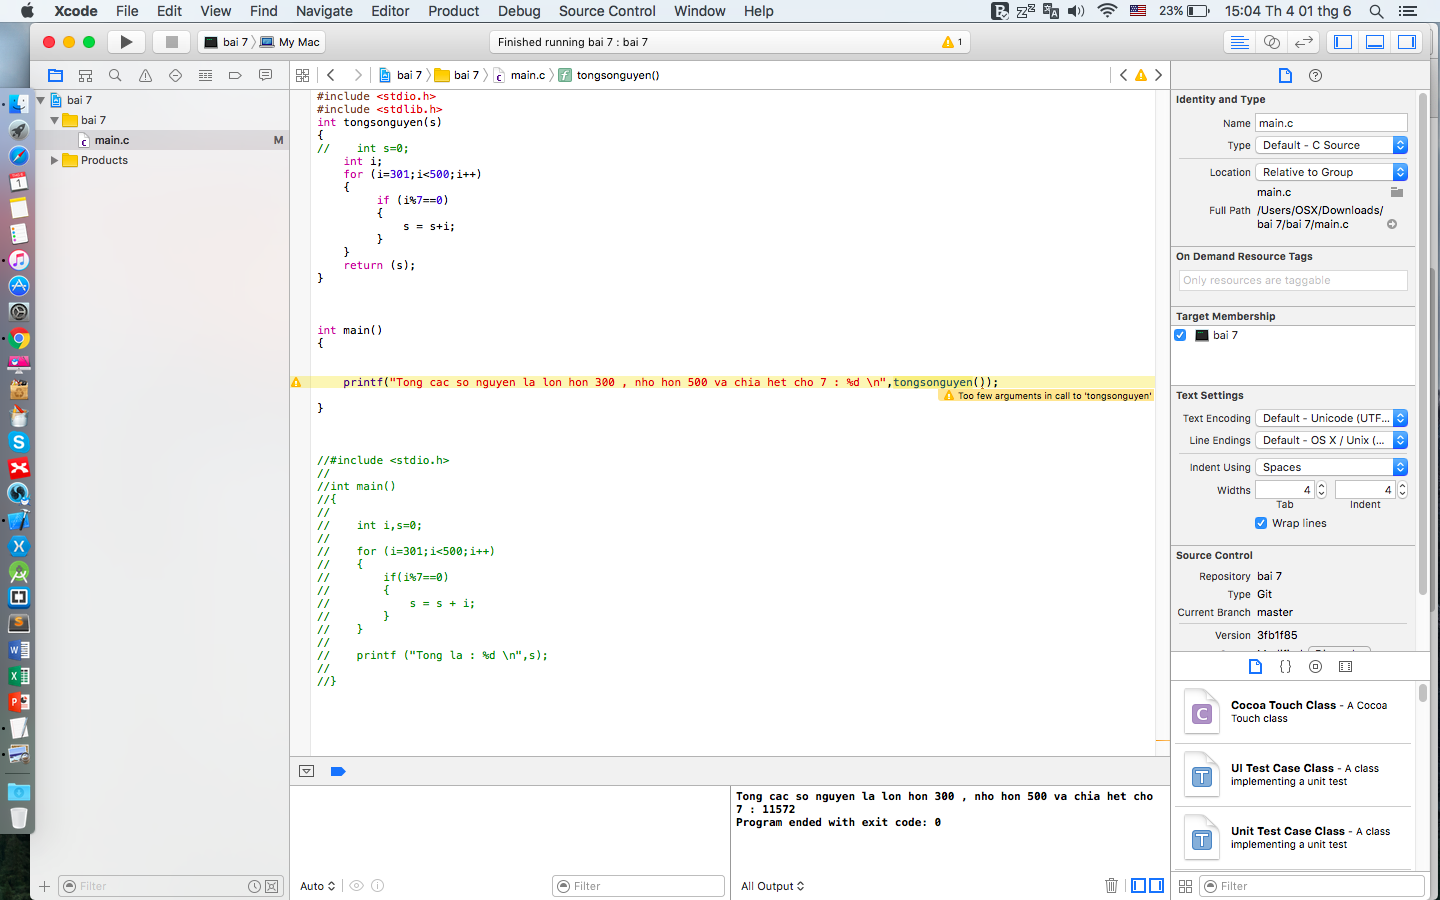 Xcode File Edit View Find Navigate Editor Product Debug Source Control Window Help 23% 15:04 Th 4 01 thg 6
bai 7 My Mac Finished running bai 7 : bai 7 1
bai 7 bai 7 main.c tongsonguyen()
bai 7
bai 7
main.c M
Products
Filter
#include <stdio.h>
#include <stdlib.h>
int tongsonguyen(s)
{
//    int s=0;
    int i;
    for (i=301;i<500;i++)
    {
         if (i%7==0)
         {
             s = s+i;
         }
    }
    return (s);
}
int main()
{
    printf("Tong cac so nguyen la lon hon 300 , nho hon 500 va chia het cho 7 : %d \n",tongsonguyen());
Too few arguments in call to 'tongsonguyen'
}
//#include <stdio.h>
//
//int main()
//{
//
//    int i,s=0;
//
//    for (i=301;i<500;i++)
//    {
//        if(i%7==0)
//        {
//            s = s + i;
//        }
//    }
//
//    printf ("Tong la : %d \n",s);
//
//}
Auto Filter
Tong cac so nguyen la lon hon 300 , nho hon 500 va chia het cho
7 : 11572
Program ended with exit code: 0
All Output
Identity and Type
Name main.c
Type Default - C Source
Location Relative to Group
main.c
Full Path /Users/OSX/Downloads/
bai 7/bai 7/main.c
On Demand Resource Tags
Only resources are taggable
Target Membership
bai 7
Text Settings
Text Encoding Default - Unicode (UTF...
Line Endings Default - OS X / Unix (...
Indent Using Spaces
Widths 4 4
Tab Indent
Wrap lines
Source Control
Repository bai 7
Type Git
Current Branch master
Version 3fb1f85
{}
C Cocoa Touch Class - A Cocoa
Touch class
T UI Test Case Class - A class
implementing a unit test
T Unit Test Case Class - A class
implementing a unit test
Filter